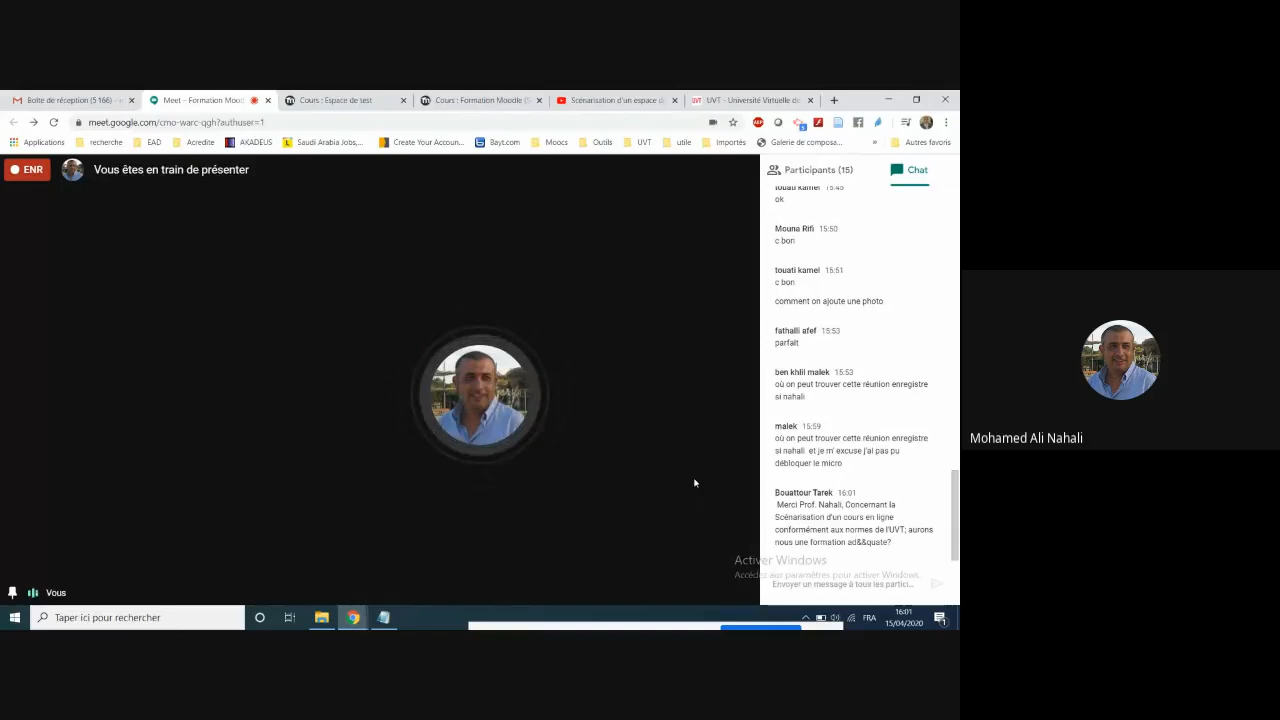 Boîte de réception (5 166) -
Meet – Formation Mood
Cours : Espace de test
Cours : Formation Moodle (S
Scénarisation d'un espace d
UVT UVT - Université Virtuelle de
meet.google.com/cmo-warc-qgh?authuser=1
Applications recherche EAD Acredite AKADEUS Saudi Arabia Jobs,... Create Your Accoun... Bayt.com Moocs Outils UVT utile Importés Galerie de composa... » Autres favoris
ENR Vous êtes en train de présenter
Participants (15) Chat
touati kamel 15:45
ok
Mouna Rifi 15:50
c bon
touati kamel 15:51
c bon
comment on ajoute une photo
fathalli afef 15:53
parfait
ben khlil malek 15:53
où on peut trouver cette réunion enregistre
si nahali
malek 15:59
où on peut trouver cette réunion enregistre
si nahali et je m' excuse j'ai pas pu
débloquer le micro
Bouattour Tarek 16:01
Merci Prof. Nahali, Concernant la
Scénarisation d'un cours en ligne
conformément aux normes de l'UVT; aurons
nous une formation ad&&quate?
Activer Windows
Accédez aux paramètres pour activer Windows.
Envoyer un message à tous les partici...
Vous
Taper ici pour rechercher
FRA
16:01
15/04/2020
Mohamed Ali Nahali